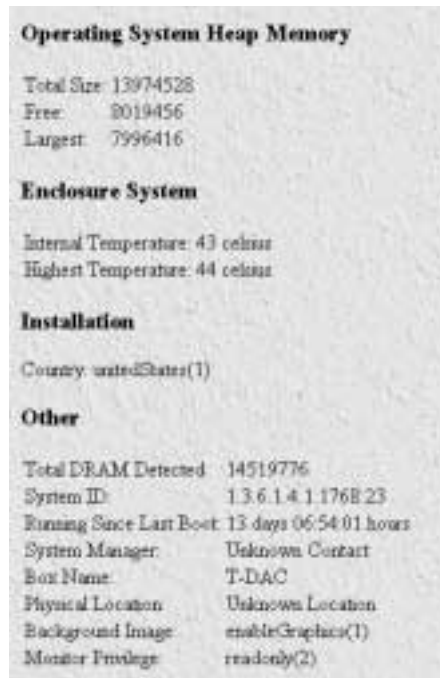 Operating System Heap Memory
Total Size: 13974528
Free: 8019456
Largest: 7996416
Enclosure System
Internal Temperature: 43 celsius
Highest Temperature: 44 celsius
Installation
Country: unitedStates(1)
Other
Total DRAM Detected 14519776
System ID: 1.3.6.1.4.1.1768.23
Running Since Last Boot: 13 days 06:54:01 hours
System Manager: Unknown Contact
Box Name: T-DAC
Physical Location Unknown Location
Background Image enableGraphics(1)
Monitor Privilege readonly(2)